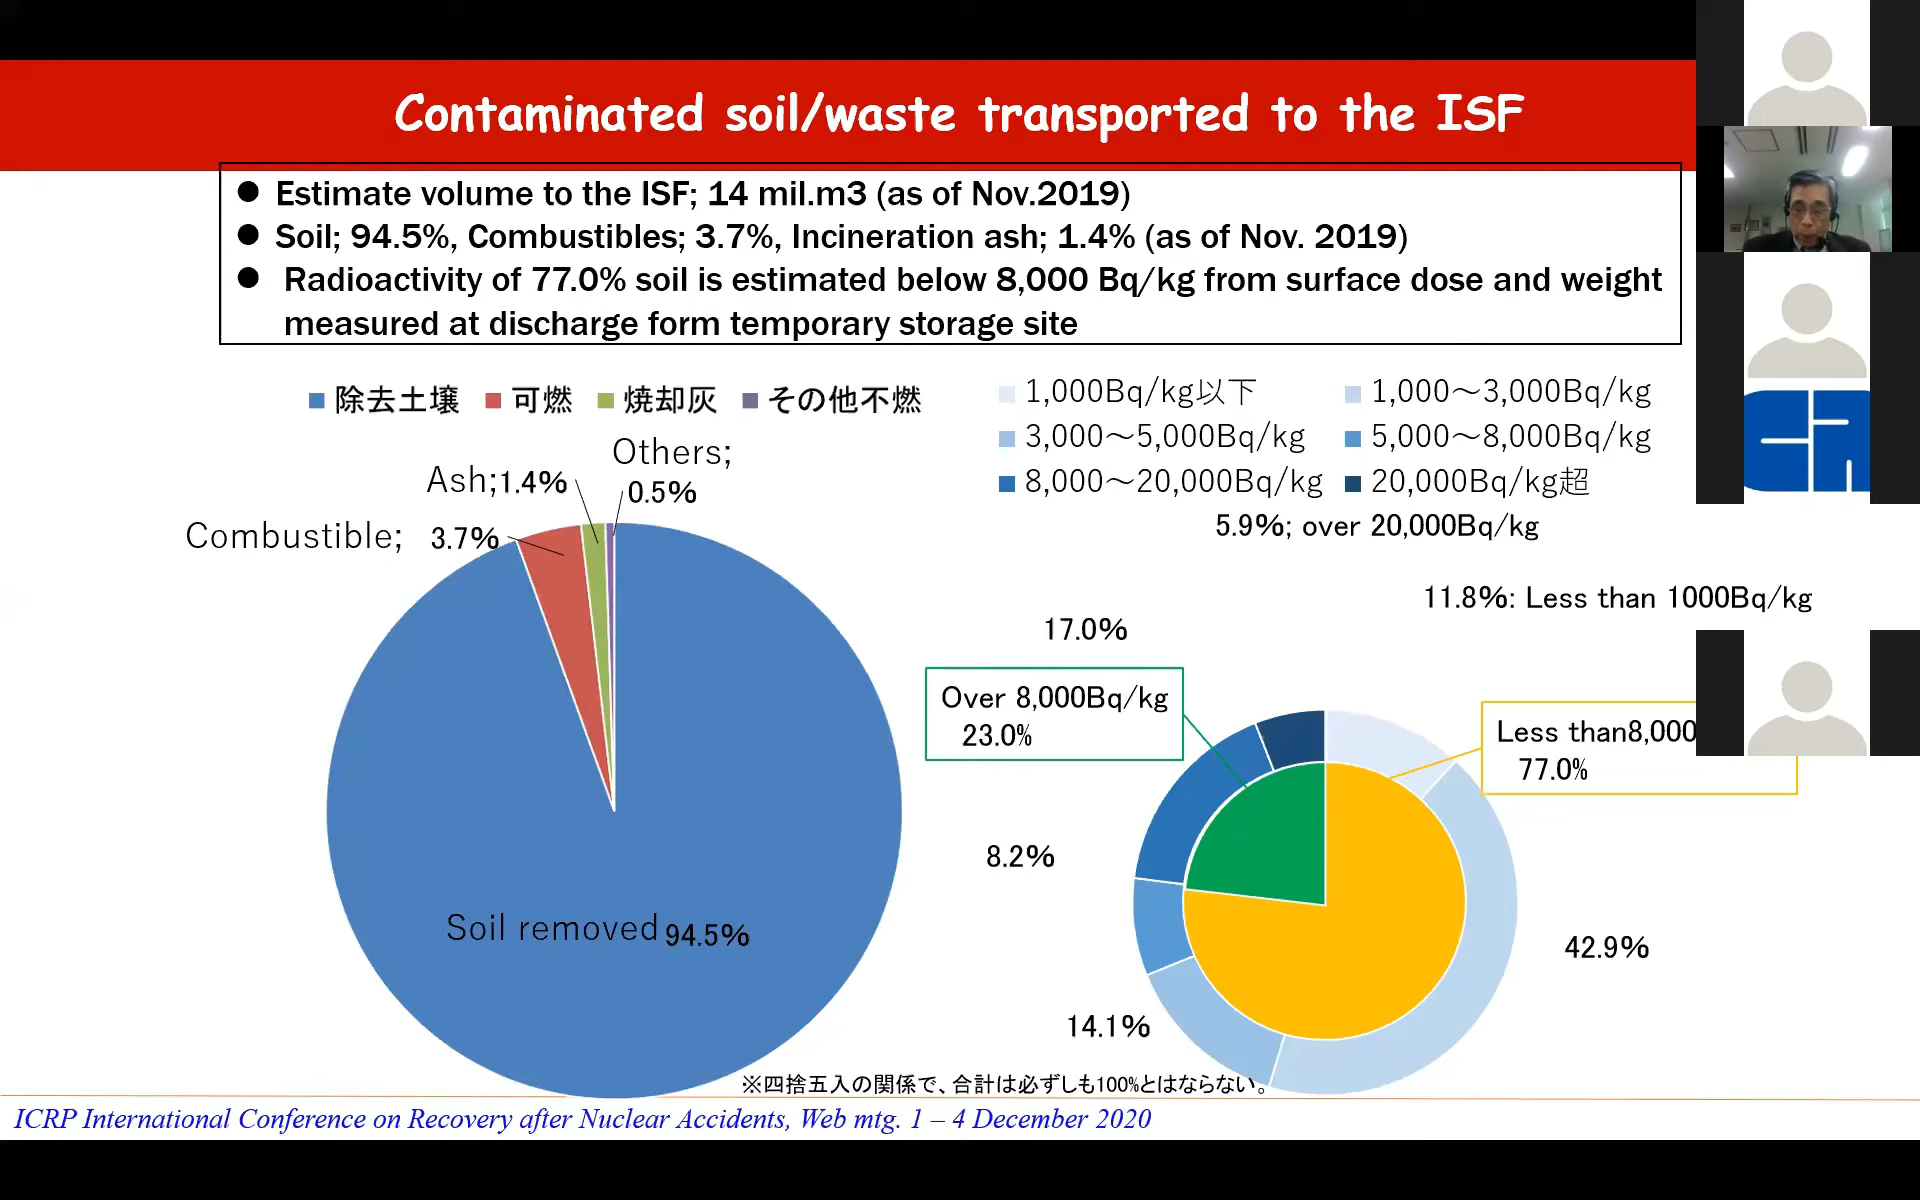 Contaminated soil/waste transported to the ISF
● Estimate volume to the ISF; 14 mil.m3 (as of Nov.2019)
● Soil; 94.5%, Combustibles; 3.7%, Incineration ash; 1.4% (as of Nov. 2019)
● Radioactivity of 77.0% soil is estimated below 8,000 Bq/kg from surface dose and weight
measured at discharge form temporary storage site
除去土壌 可燃 焼却灰 その他不燃
Others;
0.5%
Ash;1.4%
Combustible; 3.7%
Soil removed 94.5%
1,000Bq/kg以下 1,000～3,000Bq/kg
3,000～5,000Bq/kg 5,000～8,000Bq/kg
8,000～20,000Bq/kg 20,000Bq/kg超
5.9%; over 20,000Bq/kg
11.8%: Less than 1000Bq/kg
17.0%
Over 8,000Bq/kg
23.0%
Less than8,000
77.0%
8.2%
42.9%
14.1%
※四捨五入の関係で、合計は必ずしも100%とはならない。
ICRP International Conference on Recovery after Nuclear Accidents, Web mtg. 1 – 4 December 2020